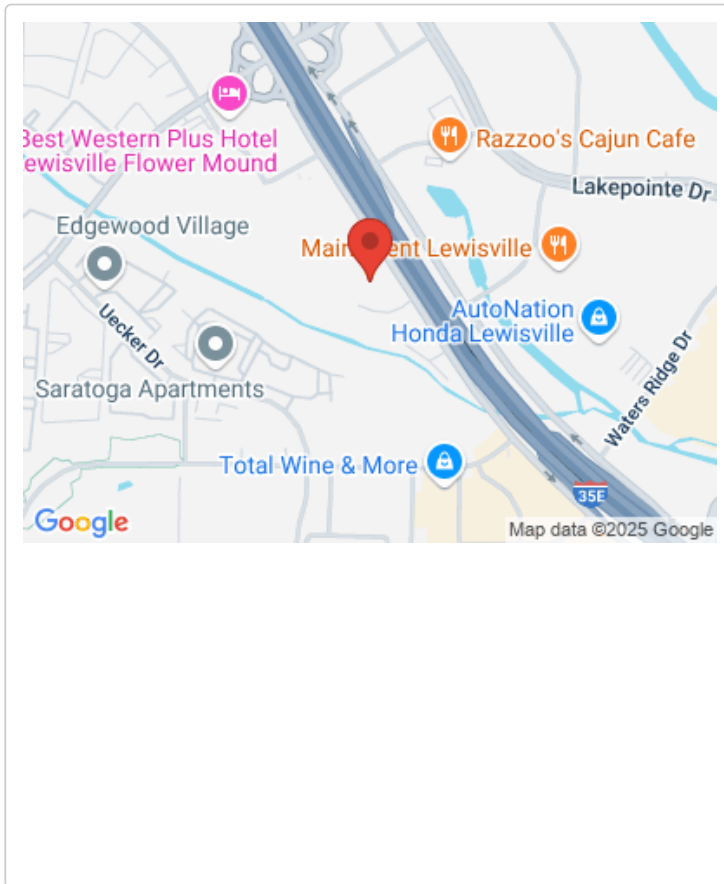 Best Western Plus Hotel
Lewisville Flower Mound
Razzoo's Cajun Cafe
Lakepointe Dr
Edgewood Village
Lewisville
AutoNation
Honda Lewisville
Uecker Dr
Saratoga Apartments
Waters Ridge Dr
Total Wine & More
35E
Google
Map data ©2025 Google